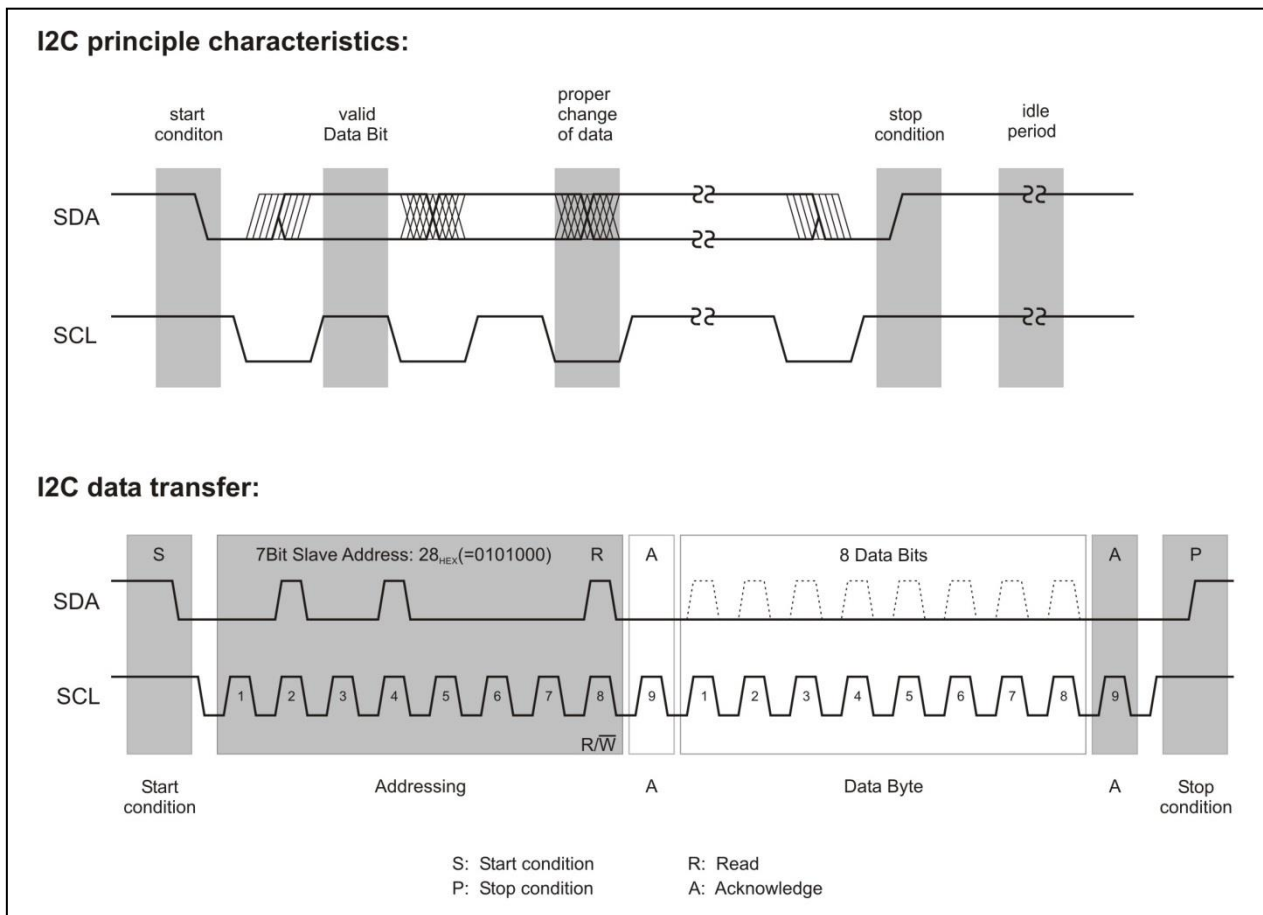 I2C principle characteristics:
start
conditon
valid
Data Bit
proper
change
of data
stop
condition
idle
period
SDA
SCL
I2C data transfer:
S
7Bit Slave Address: 28HEX(=0101000)
R
A
8 Data Bits
A
P
SDA
SCL
1 2 3 4 5 6 7 8 9 1 2 3 4 5 6 7 8 9
R/W̅
Start
condition
Addressing
A
Data Byte
A
Stop
condition
S: Start condition
R: Read
P: Stop condition
A: Acknowledge